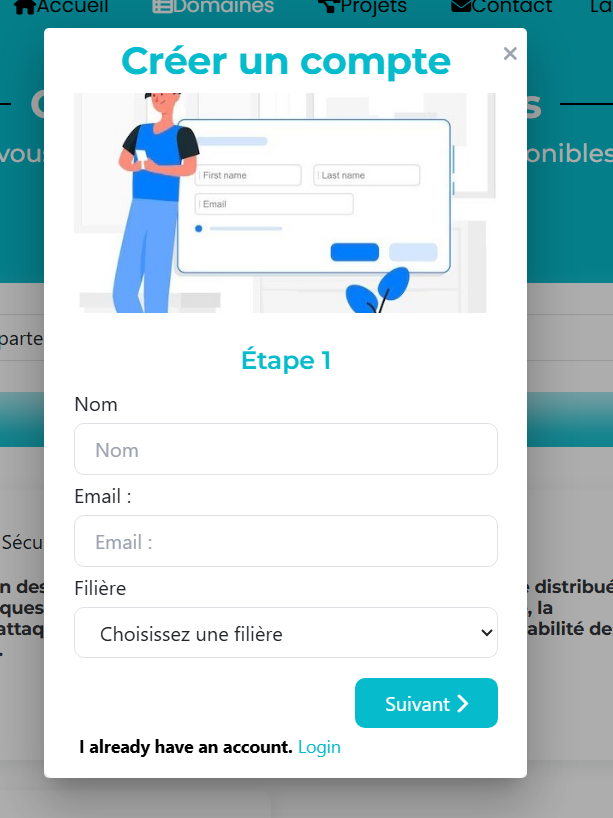 Accueil Domaines Projets Contact La
Créer un compte
×
vous
onibles
First name Last name
Email
parte
Étape 1
Nom
Nom
Email :
Email :
Sécu
Filière
n des
e distribué
ques
, la
Choisissez une filière
attaq
abilité de
Suivant
I already have an account. Login